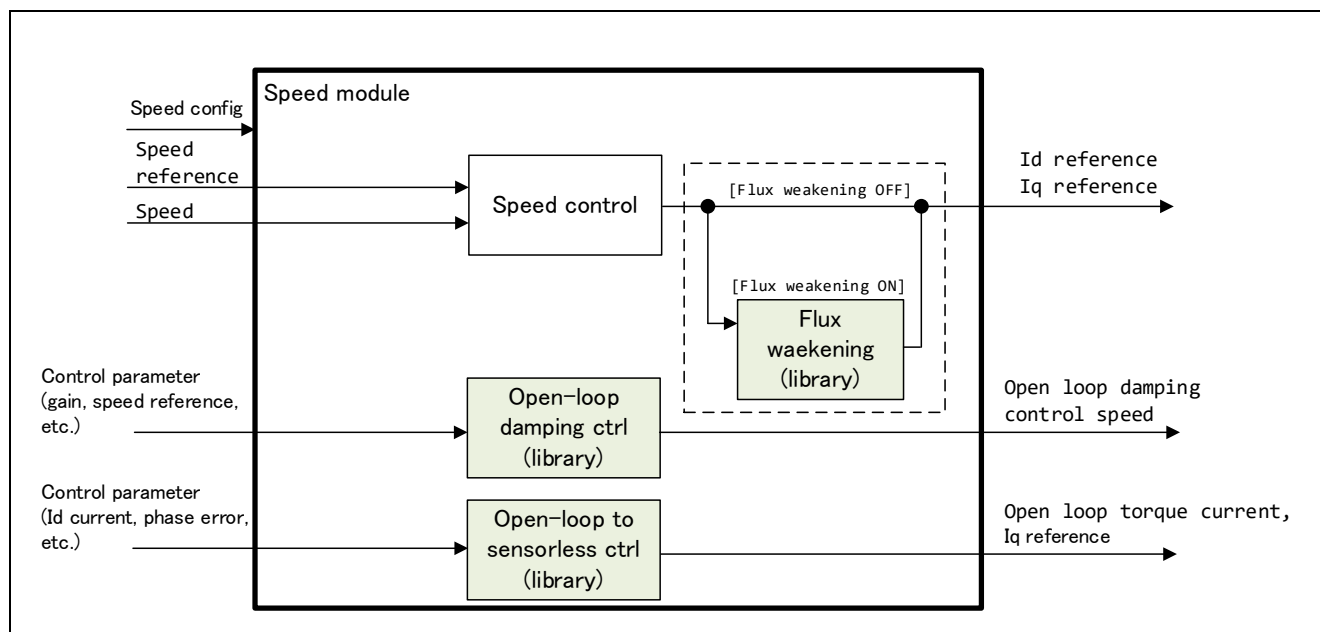 Speed module
Speed config
Speed
reference
Speed
Speed control
[Flux weakening OFF]
Id reference
Iq reference
[Flux weakening ON]
Flux
waekening
(library)
Control parameter
(gain, speed reference,
etc.)
Open-loop
damping ctrl
(library)
Open loop damping
control speed
Control parameter
(Id current, phase error,
etc.)
Open-loop to
sensorless ctrl
(library)
Open loop torque current,
Iq reference